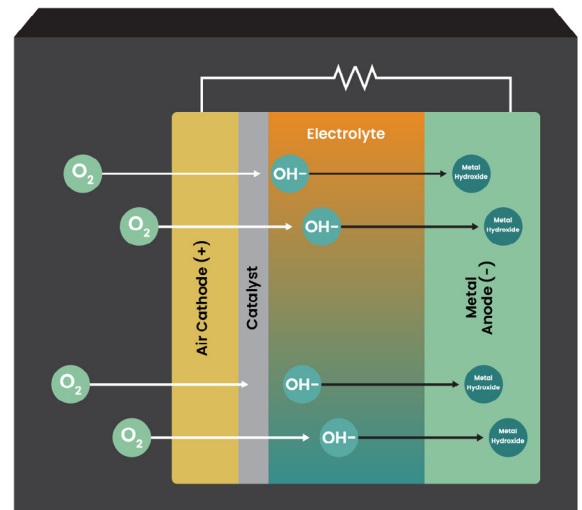 Electrolyte
O2
OH−
Metal
Hydroxide
O2
OH−
Metal
Hydroxide
Air Cathode (+)
Catalyst
Metal
Anode (-)
O2
OH−
Metal
Hydroxide
O2
OH−
Metal
Hydroxide